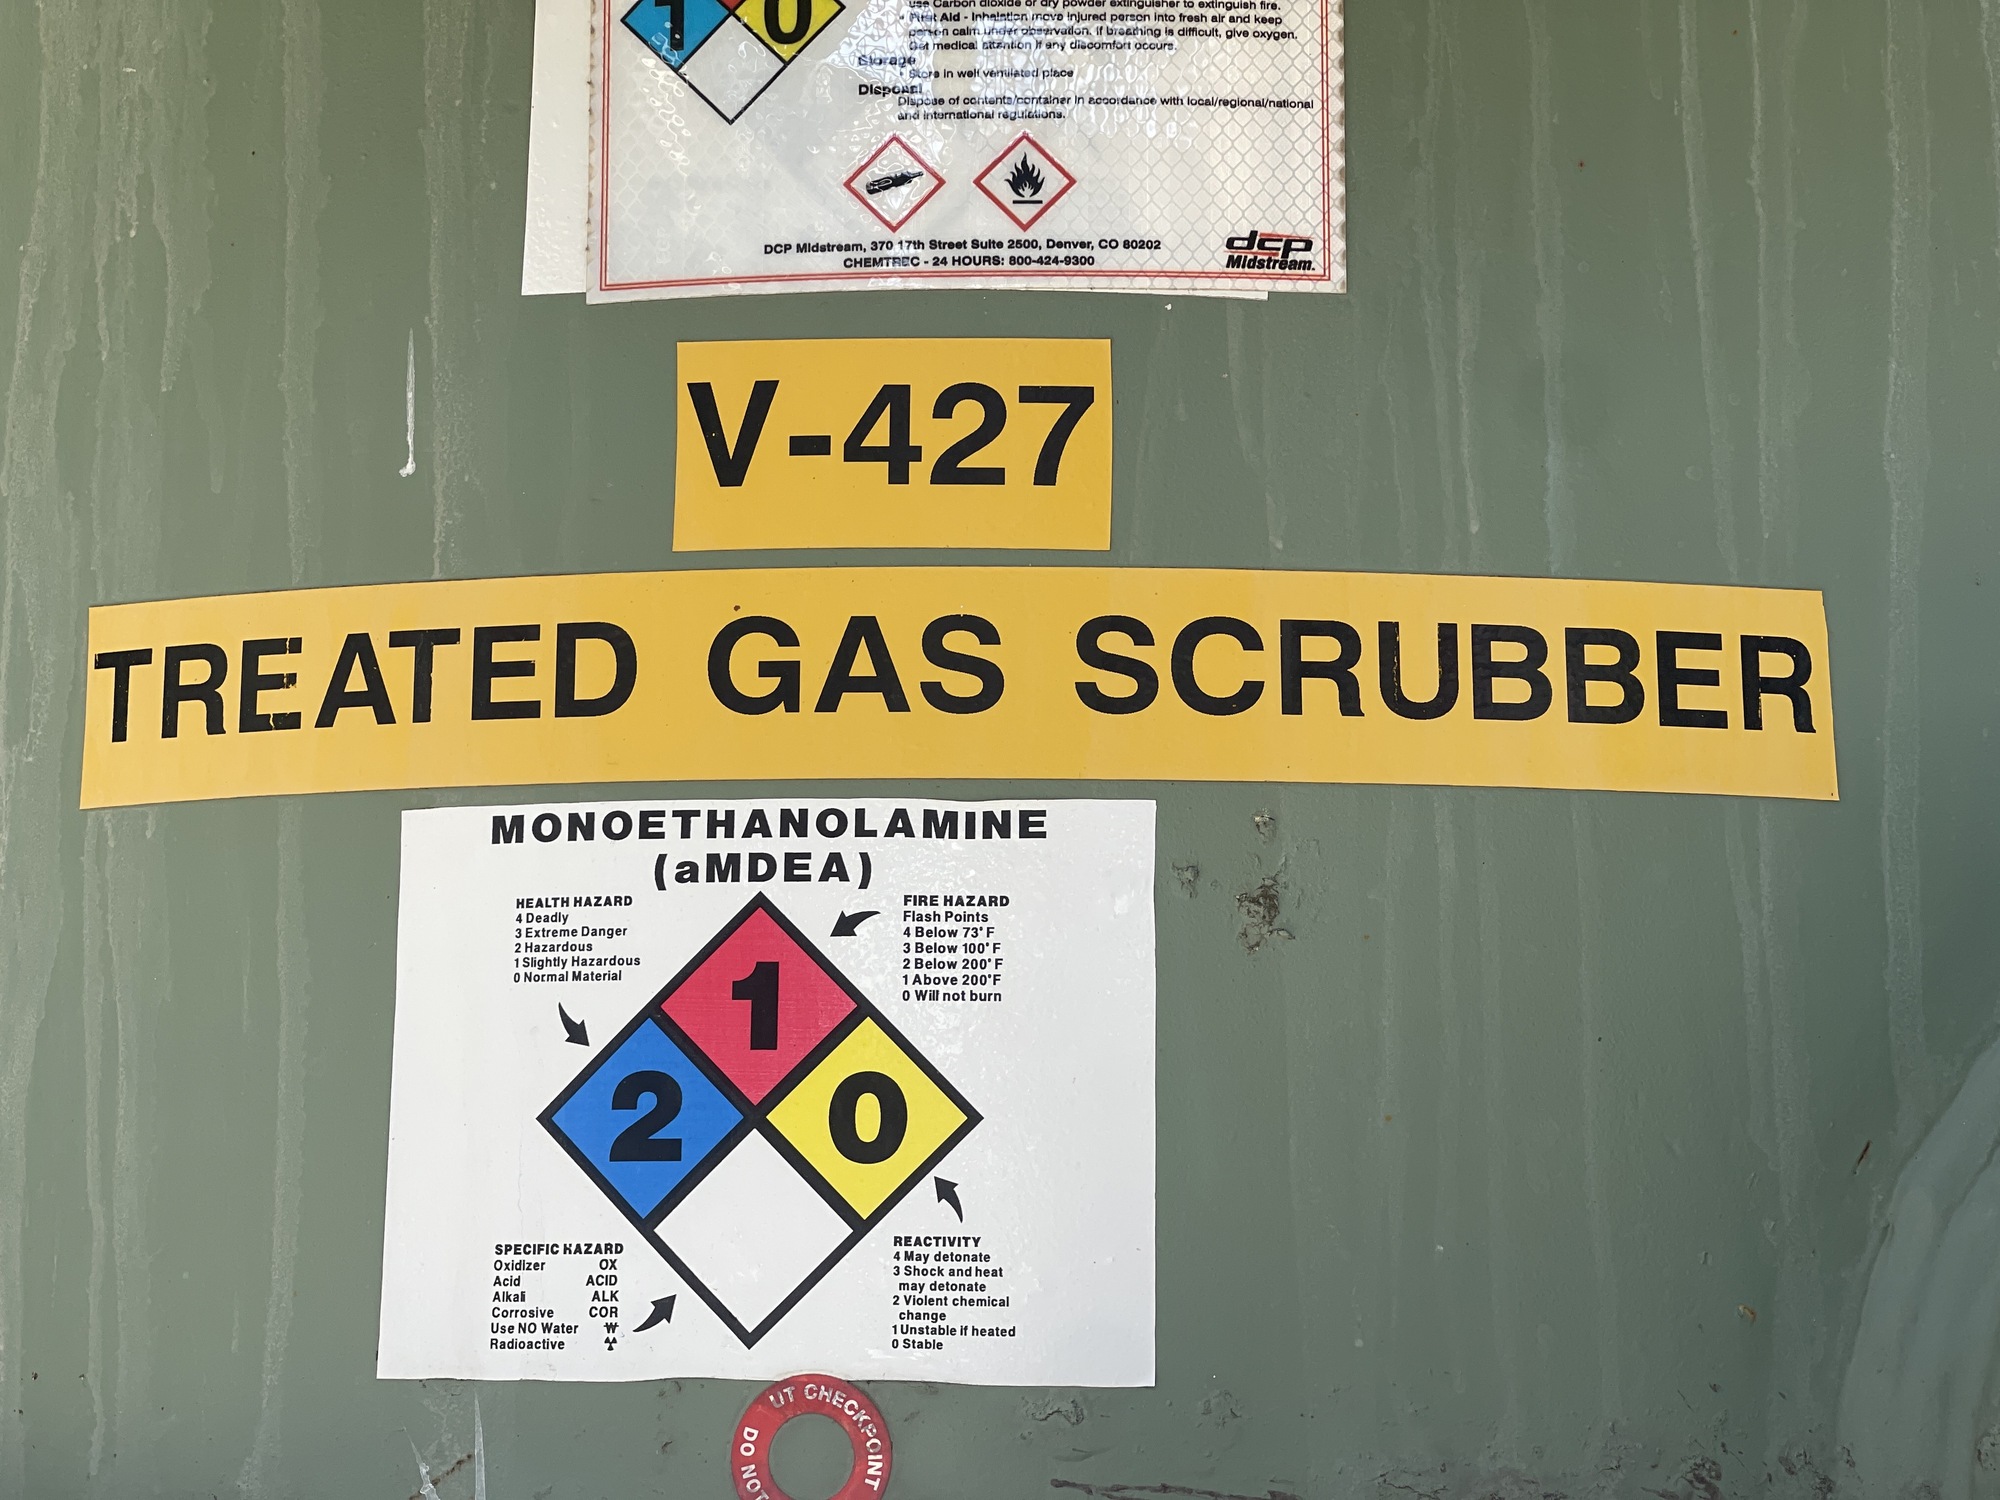 1 0
use Carbon dioxide or dry powder extinguisher to extinguish fire.
• First Aid - Inhalation move injured person into fresh air and keep
person calm under observation. If breathing is difficult, give oxygen.
Get medical attention if any discomfort occurs.
Storage
• Store in well ventilated place
Disposal
Dispose of contents/container in accordance with local/regional/national
and international regulations.
DCP Midstream, 370 17th Street Suite 2500, Denver, CO 80202
CHEMTREC - 24 HOURS: 800-424-9300
dcp
Midstream.
V-427
TREATED GAS SCRUBBER
MONOETHANOLAMINE
(aMDEA)
HEALTH HAZARD
4 Deadly
3 Extreme Danger
2 Hazardous
1 Slightly Hazardous
0 Normal Material
FIRE HAZARD
Flash Points
4 Below 73°F
3 Below 100°F
2 Below 200°F
1 Above 200°F
0 Will not burn
1
2
0
SPECIFIC HAZARD
Oxidizer OX
Acid ACID
Alkali ALK
Corrosive COR
Use NO Water W
Radioactive
REACTIVITY
4 May detonate
3 Shock and heat
may detonate
2 Violent chemical
change
1 Unstable if heated
0 Stable
UT CHECKPOINT
DO NOT